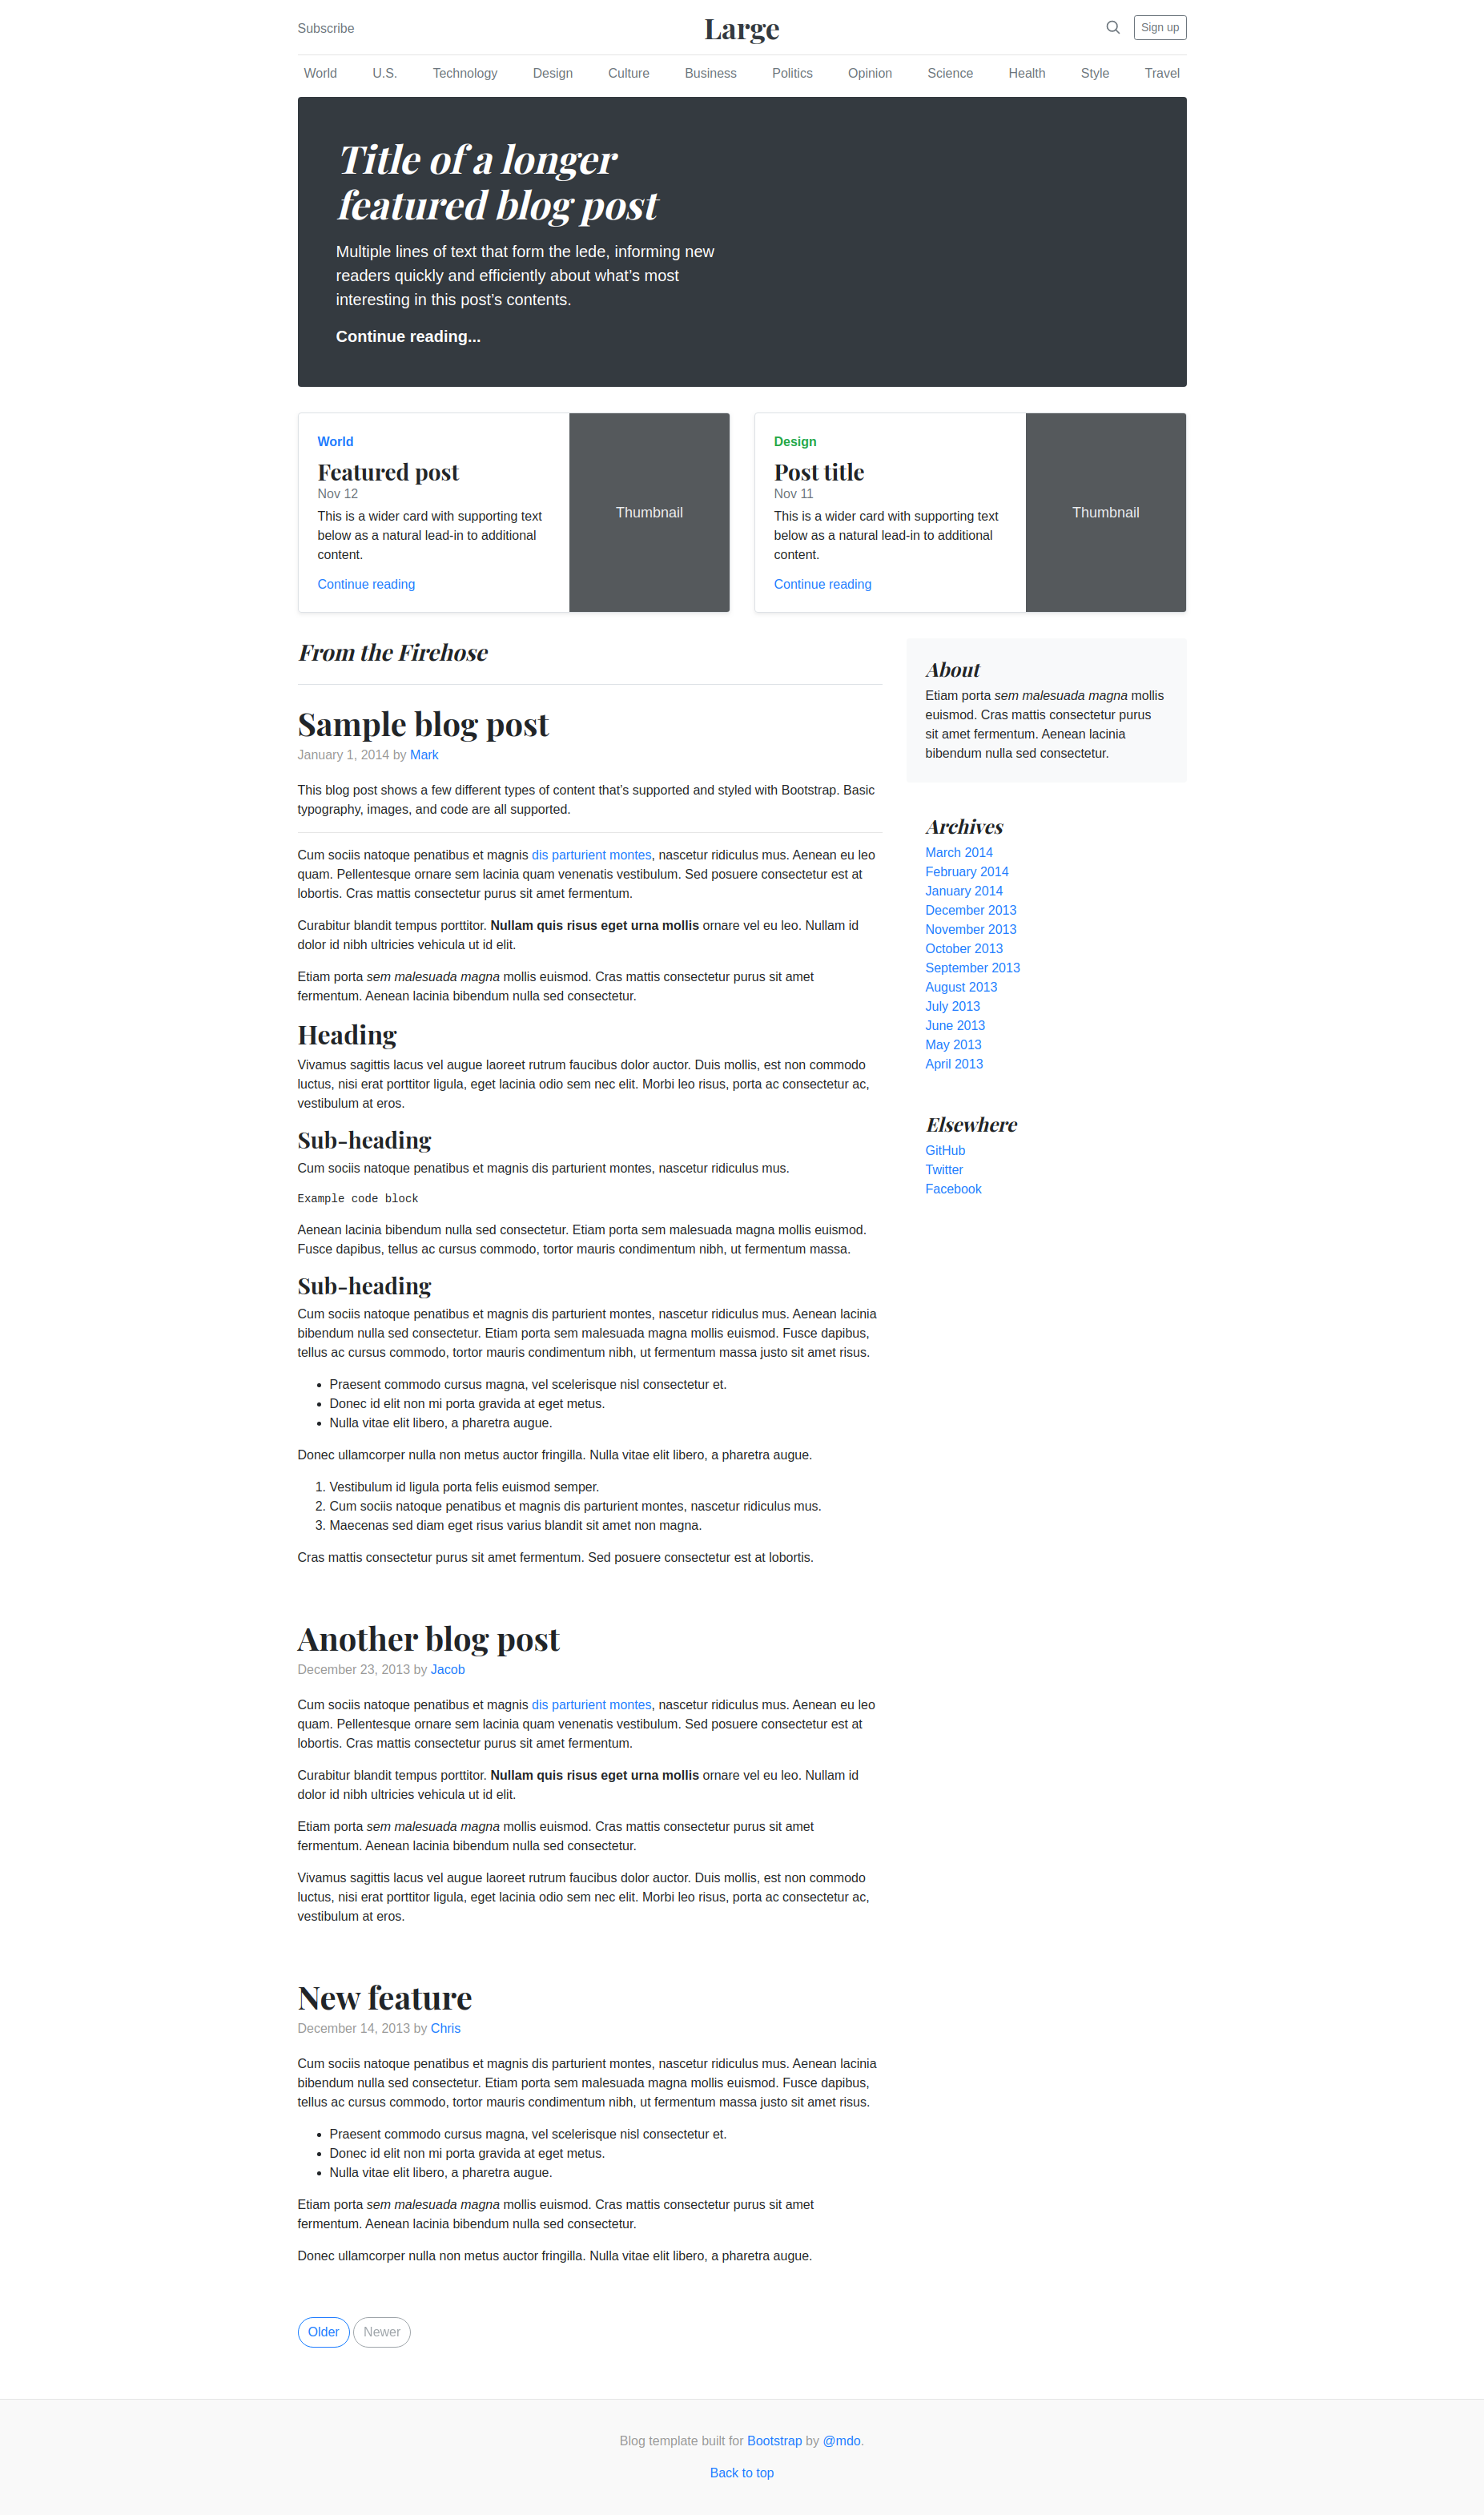 Subscribe
Large
Sign up
World U.S. Technology Design Culture Business Politics Opinion Science Health Style Travel
Title of a longer
featured blog post
Multiple lines of text that form the lede, informing new
readers quickly and efficiently about what’s most
interesting in this post’s contents.
Continue reading...
World
Featured post
Nov 12
This is a wider card with supporting text
below as a natural lead-in to additional
content.
Continue reading
Thumbnail
Design
Post title
Nov 11
This is a wider card with supporting text
below as a natural lead-in to additional
content.
Continue reading
Thumbnail
From the Firehose
Sample blog post
January 1, 2014 by Mark
This blog post shows a few different types of content that’s supported and styled with Bootstrap. Basic
typography, images, and code are all supported.
Cum sociis natoque penatibus et magnis dis parturient montes, nascetur ridiculus mus. Aenean eu leo
quam. Pellentesque ornare sem lacinia quam venenatis vestibulum. Sed posuere consectetur est at
lobortis. Cras mattis consectetur purus sit amet fermentum.
Curabitur blandit tempus porttitor. Nullam quis risus eget urna mollis ornare vel eu leo. Nullam id
dolor id nibh ultricies vehicula ut id elit.
Etiam porta sem malesuada magna mollis euismod. Cras mattis consectetur purus sit amet
fermentum. Aenean lacinia bibendum nulla sed consectetur.
Heading
Vivamus sagittis lacus vel augue laoreet rutrum faucibus dolor auctor. Duis mollis, est non commodo
luctus, nisi erat porttitor ligula, eget lacinia odio sem nec elit. Morbi leo risus, porta ac consectetur ac,
vestibulum at eros.
Sub-heading
Cum sociis natoque penatibus et magnis dis parturient montes, nascetur ridiculus mus.
Example code block
Aenean lacinia bibendum nulla sed consectetur. Etiam porta sem malesuada magna mollis euismod.
Fusce dapibus, tellus ac cursus commodo, tortor mauris condimentum nibh, ut fermentum massa.
Sub-heading
Cum sociis natoque penatibus et magnis dis parturient montes, nascetur ridiculus mus. Aenean lacinia
bibendum nulla sed consectetur. Etiam porta sem malesuada magna mollis euismod. Fusce dapibus,
tellus ac cursus commodo, tortor mauris condimentum nibh, ut fermentum massa justo sit amet risus.
• Praesent commodo cursus magna, vel scelerisque nisl consectetur et.
• Donec id elit non mi porta gravida at eget metus.
• Nulla vitae elit libero, a pharetra augue.
Donec ullamcorper nulla non metus auctor fringilla. Nulla vitae elit libero, a pharetra augue.
1. Vestibulum id ligula porta felis euismod semper.
2. Cum sociis natoque penatibus et magnis dis parturient montes, nascetur ridiculus mus.
3. Maecenas sed diam eget risus varius blandit sit amet non magna.
Cras mattis consectetur purus sit amet fermentum. Sed posuere consectetur est at lobortis.
Another blog post
December 23, 2013 by Jacob
Cum sociis natoque penatibus et magnis dis parturient montes, nascetur ridiculus mus. Aenean eu leo
quam. Pellentesque ornare sem lacinia quam venenatis vestibulum. Sed posuere consectetur est at
lobortis. Cras mattis consectetur purus sit amet fermentum.
Curabitur blandit tempus porttitor. Nullam quis risus eget urna mollis ornare vel eu leo. Nullam id
dolor id nibh ultricies vehicula ut id elit.
Etiam porta sem malesuada magna mollis euismod. Cras mattis consectetur purus sit amet
fermentum. Aenean lacinia bibendum nulla sed consectetur.
Vivamus sagittis lacus vel augue laoreet rutrum faucibus dolor auctor. Duis mollis, est non commodo
luctus, nisi erat porttitor ligula, eget lacinia odio sem nec elit. Morbi leo risus, porta ac consectetur ac,
vestibulum at eros.
New feature
December 14, 2013 by Chris
Cum sociis natoque penatibus et magnis dis parturient montes, nascetur ridiculus mus. Aenean lacinia
bibendum nulla sed consectetur. Etiam porta sem malesuada magna mollis euismod. Fusce dapibus,
tellus ac cursus commodo, tortor mauris condimentum nibh, ut fermentum massa justo sit amet risus.
• Praesent commodo cursus magna, vel scelerisque nisl consectetur et.
• Donec id elit non mi porta gravida at eget metus.
• Nulla vitae elit libero, a pharetra augue.
Etiam porta sem malesuada magna mollis euismod. Cras mattis consectetur purus sit amet
fermentum. Aenean lacinia bibendum nulla sed consectetur.
Donec ullamcorper nulla non metus auctor fringilla. Nulla vitae elit libero, a pharetra augue.
Older Newer
About
Etiam porta sem malesuada magna mollis
euismod. Cras mattis consectetur purus
sit amet fermentum. Aenean lacinia
bibendum nulla sed consectetur.
Archives
March 2014
February 2014
January 2014
December 2013
November 2013
October 2013
September 2013
August 2013
July 2013
June 2013
May 2013
April 2013
Elsewhere
GitHub
Twitter
Facebook
Blog template built for Bootstrap by @mdo.
Back to top